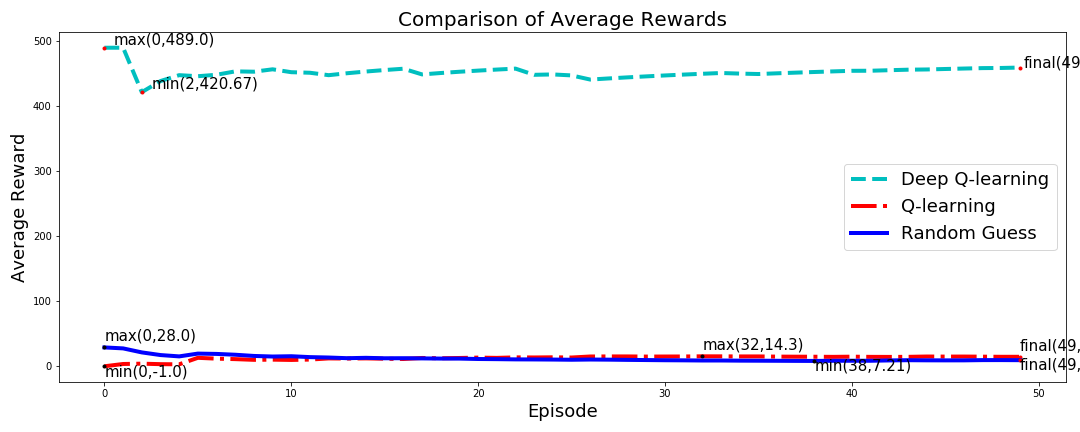 Comparison of Average Rewards
500
400
300
200
100
0
Average Reward
max(0,489.0)
min(2,420.67)
final(49
Deep Q-learning
Q-learning
Random Guess
max(0,28.0)
min(0,-1.0)
max(32,14.3)
min(38,7.21)
final(49,
final(49,
0
10
20
30
40
50
Episode